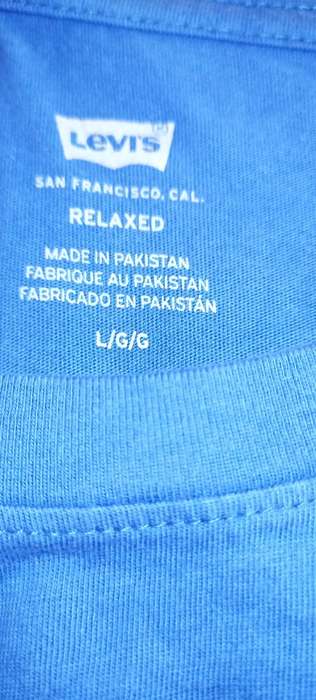 Levi's
SAN FRANCISCO, CAL.
RELAXED
MADE IN PAKISTAN
FABRIQUE AU PAKISTAN
FABRICADO EN PAKISTÁN
L/G/G